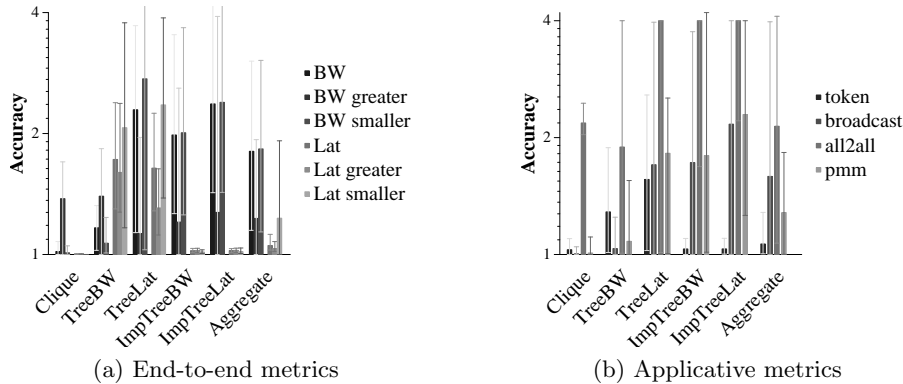 4
2
1
Accuracy
Clique
TreeBW
TreeLat
ImpTreeBW
ImpTreeLat
Aggregate
BW
BW greater
BW smaller
Lat
Lat greater
Lat smaller
(a) End-to-end metrics
4
2
1
Accuracy
Clique
TreeBW
TreeLat
ImpTreeBW
ImpTreeLat
Aggregate
token
broadcast
all2all
pmm
(b) Applicative metrics